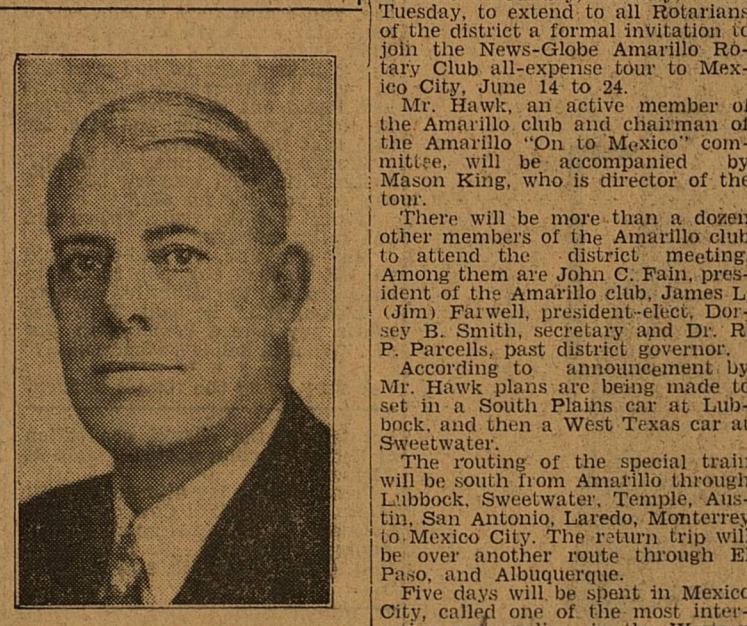 Tuesday, to extend to all Rotarians
of the district a formal invitation to
join the News-Globe Amarillo Ro-
tary Club all-expense tour to Mex-
ico City, June 14 to 24.
Mr. Hawk, an active member of
the Amarillo club and chairman of
the Amarillo "On to Mexico" com-
mittee, will be accompanied by
Mason King, who is director of the
tour.
There will be more than a dozen
other members of the Amarillo club
to attend the district meeting.
Among them are John C. Fain, pres-
ident of the Amarillo club, James L.
(Jim) Farwell, president-elect, Dor-
sey B. Smith, secretary and Dr. R.
P. Parcells, past district governor.
According to announcement by
Mr. Hawk plans are being made to
set in a South Plains car at Lub-
bock, and then a West Texas car at
Sweetwater.
The routing of the special train
will be south from Amarillo through
Lubbock, Sweetwater, Temple, Aus-
tin, San Antonio, Laredo, Monterrey
to Mexico City. The return trip will
be over another route through El
Paso, and Albuquerque.
Five days will be spent in Mexico
City, called one of the most inter-